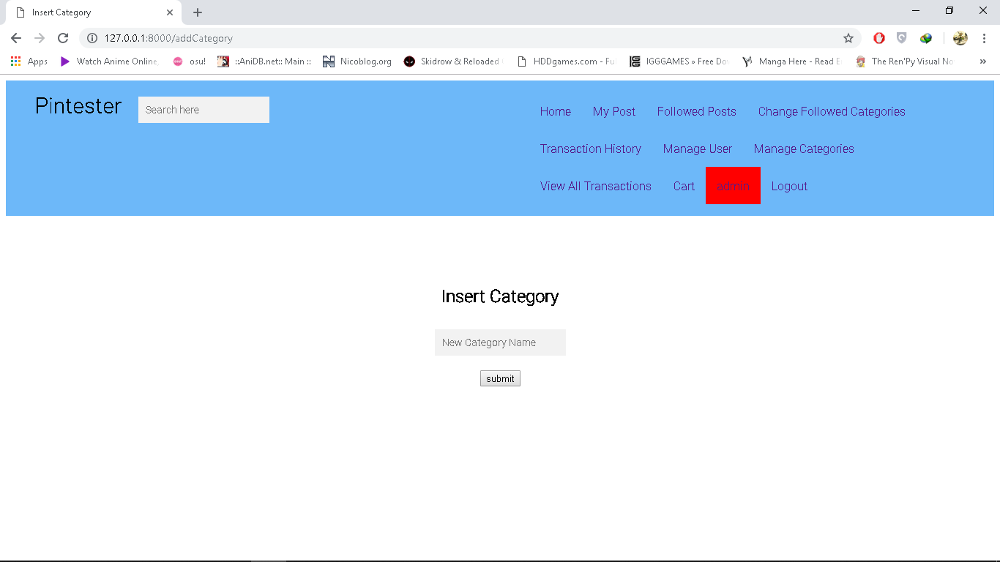 Insert Category
127.0.0.1:8000/addCategory
Apps Watch Anime Online, osu! ::AniDB.net:: Main :: Nicoblog.org Skidrow & Reloaded HDDgames.com - Fu IGGGAMES » Free Do Manga Here - Read The Ren'Py Visual No »
Pintester Search here
Home My Post Followed Posts Change Followed Categories
Transaction History Manage User Manage Categories
View All Transactions Cart admin Logout
Insert Category
New Category Name
submit